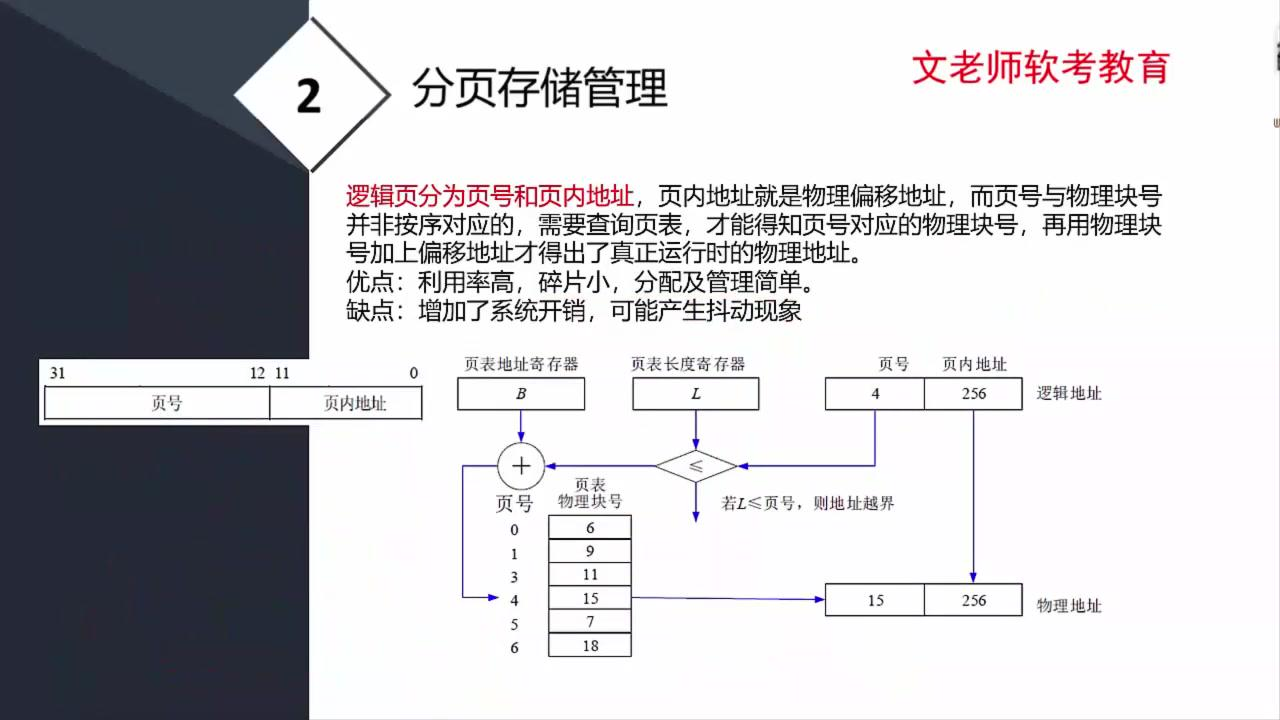 2
分页存储管理
文老师软考教育
逻辑页分为页号和页内地址，页内地址就是物理偏移地址，而页号与物理块号
并非按序对应的，需要查询页表，才能得知页号对应的物理块号，再用物理块
号加上偏移地址才得出了真正运行时的物理地址。
优点：利用率高，碎片小，分配及管理简单。
缺点：增加了系统开销，可能产生抖动现象
31 12 11 0
页号 页内地址
页表地址寄存器 页表长度寄存器 页号 页内地址
B L 4 256 逻辑地址
+ ≤
页表
页号 物理块号 若L≤页号，则地址越界
0 6
1 9
3 11
4 15 15 256 物理地址
5 7
6 18